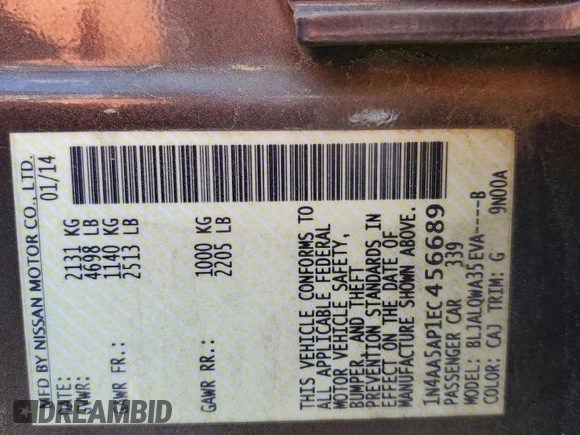 MFD BY NISSAN MOTOR CO., LTD.
DATE: 01/14
GVWR: 2131 KG
4698 LB
GAWR FR.: 1140 KG
2513 LB
GAWR RR.: 1000 KG
2205 LB
THIS VEHICLE CONFORMS TO
ALL APPLICABLE FEDERAL
MOTOR VEHICLE SAFETY,
BUMPER, AND THEFT
PREVENTION STANDARDS IN
EFFECT ON THE DATE OF
MANUFACTURE SHOWN ABOVE.
1N4AA5AP1EC456689
PASSENGER CAR 339
MODEL: BLJALQWA35EVA----B
COLOR: CAJ TRIM: G 9N00A
DREAMBID